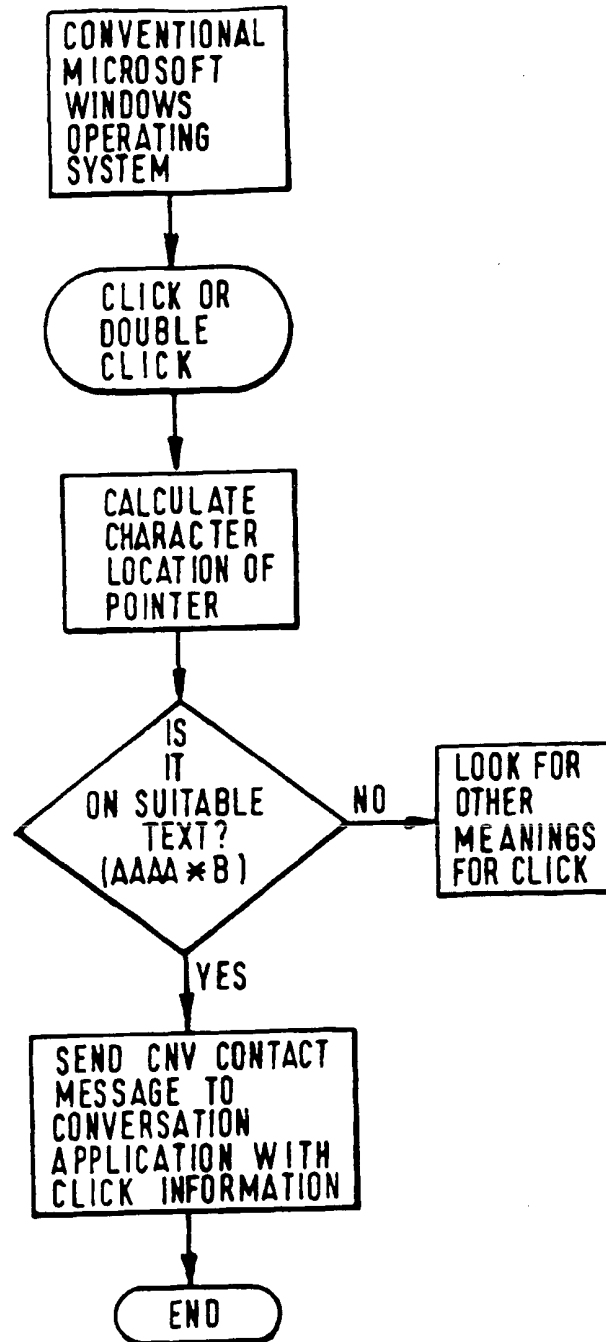 CONVENTIONAL
MICROSOFT
WINDOWS
OPERATING
SYSTEM
CLICK OR
DOUBLE
CLICK
CALCULATE
CHARACTER
LOCATION OF
POINTER
IS
IT
ON SUITABLE
TEXT?
(AAAA*B)
NO
LOOK FOR
OTHER
MEANINGS
FOR CLICK
YES
SEND CNV CONTACT
MESSAGE TO
CONVERSATION
APPLICATION WITH
CLICK INFORMATION
END